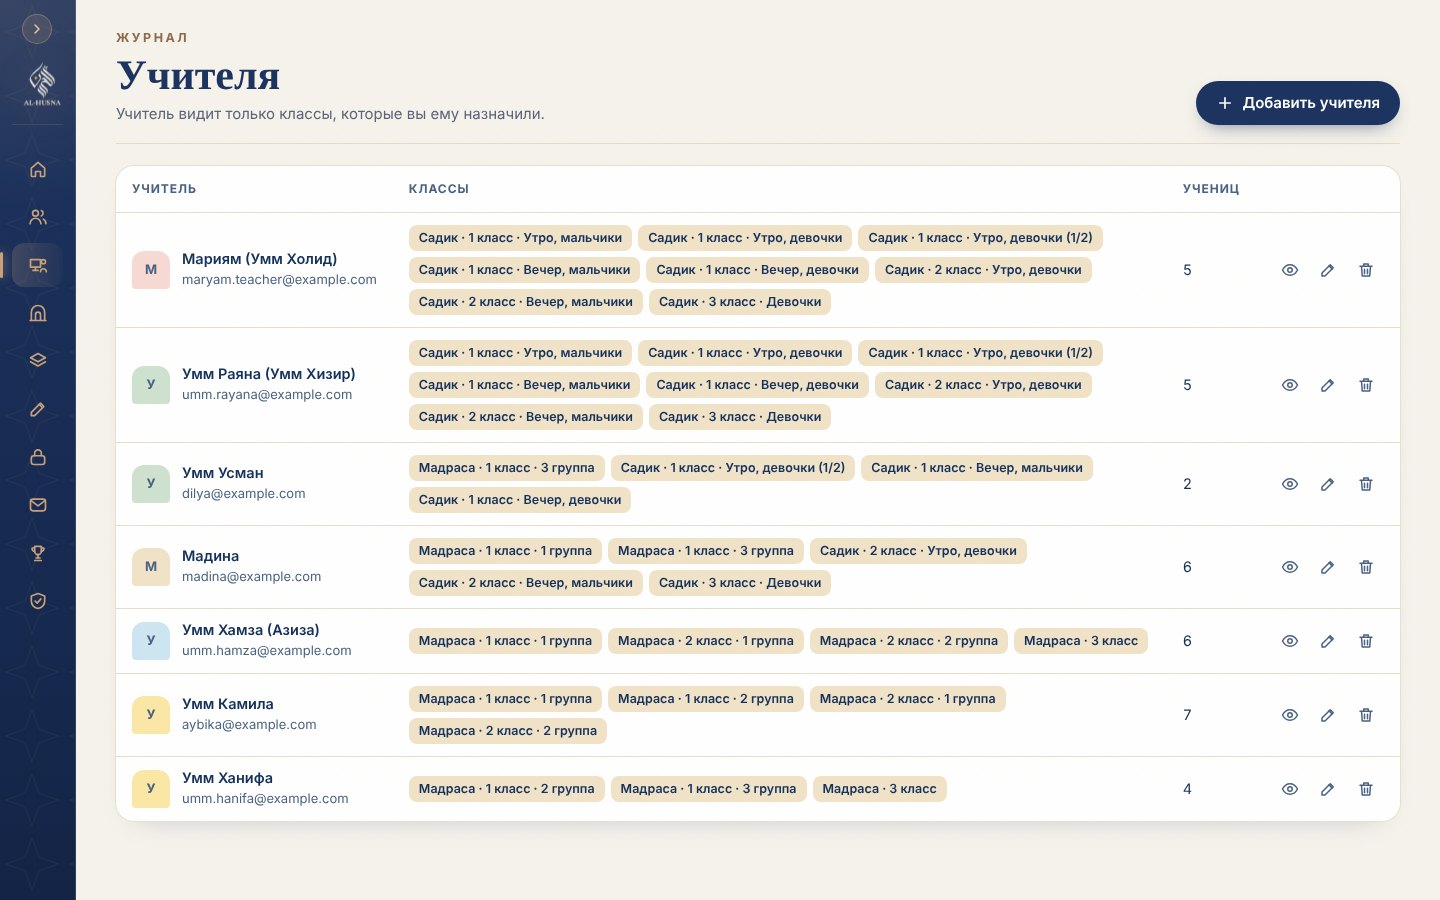 AL-HUSNA
ЖУРНАЛ
Учителя
Учитель видит только классы, которые вы ему назначили.
+ Добавить учителя
УЧИТЕЛЬ КЛАССЫ УЧЕНИЦ
М
Мариям (Умм Холид)
maryam.teacher@example.com
Садик · 1 класс · Утро, мальчики Садик · 1 класс · Утро, девочки Садик · 1 класс · Утро, девочки (1/2)
Садик · 1 класс · Вечер, мальчики Садик · 1 класс · Вечер, девочки Садик · 2 класс · Утро, девочки
Садик · 2 класс · Вечер, мальчики Садик · 3 класс · Девочки
5
У
Умм Раяна (Умм Хизир)
umm.rayana@example.com
Садик · 1 класс · Утро, мальчики Садик · 1 класс · Утро, девочки Садик · 1 класс · Утро, девочки (1/2)
Садик · 1 класс · Вечер, мальчики Садик · 1 класс · Вечер, девочки Садик · 2 класс · Утро, девочки
Садик · 2 класс · Вечер, мальчики Садик · 3 класс · Девочки
5
У
Умм Усман
dilya@example.com
Мадраса · 1 класс · 3 группа Садик · 1 класс · Утро, девочки (1/2) Садик · 1 класс · Вечер, мальчики
Садик · 1 класс · Вечер, девочки
2
М
Мадина
madina@example.com
Мадраса · 1 класс · 1 группа Мадраса · 1 класс · 3 группа Садик · 2 класс · Утро, девочки
Садик · 2 класс · Вечер, мальчики Садик · 3 класс · Девочки
6
У
Умм Хамза (Азиза)
umm.hamza@example.com
Мадраса · 1 класс · 1 группа Мадраса · 2 класс · 1 группа Мадраса · 2 класс · 2 группа Мадраса · 3 класс
6
У
Умм Камила
aybika@example.com
Мадраса · 1 класс · 1 группа Мадраса · 1 класс · 2 группа Мадраса · 2 класс · 1 группа
Мадраса · 2 класс · 2 группа
7
У
Умм Ханифа
umm.hanifa@example.com
Мадраса · 1 класс · 2 группа Мадраса · 1 класс · 3 группа Мадраса · 3 класс
4